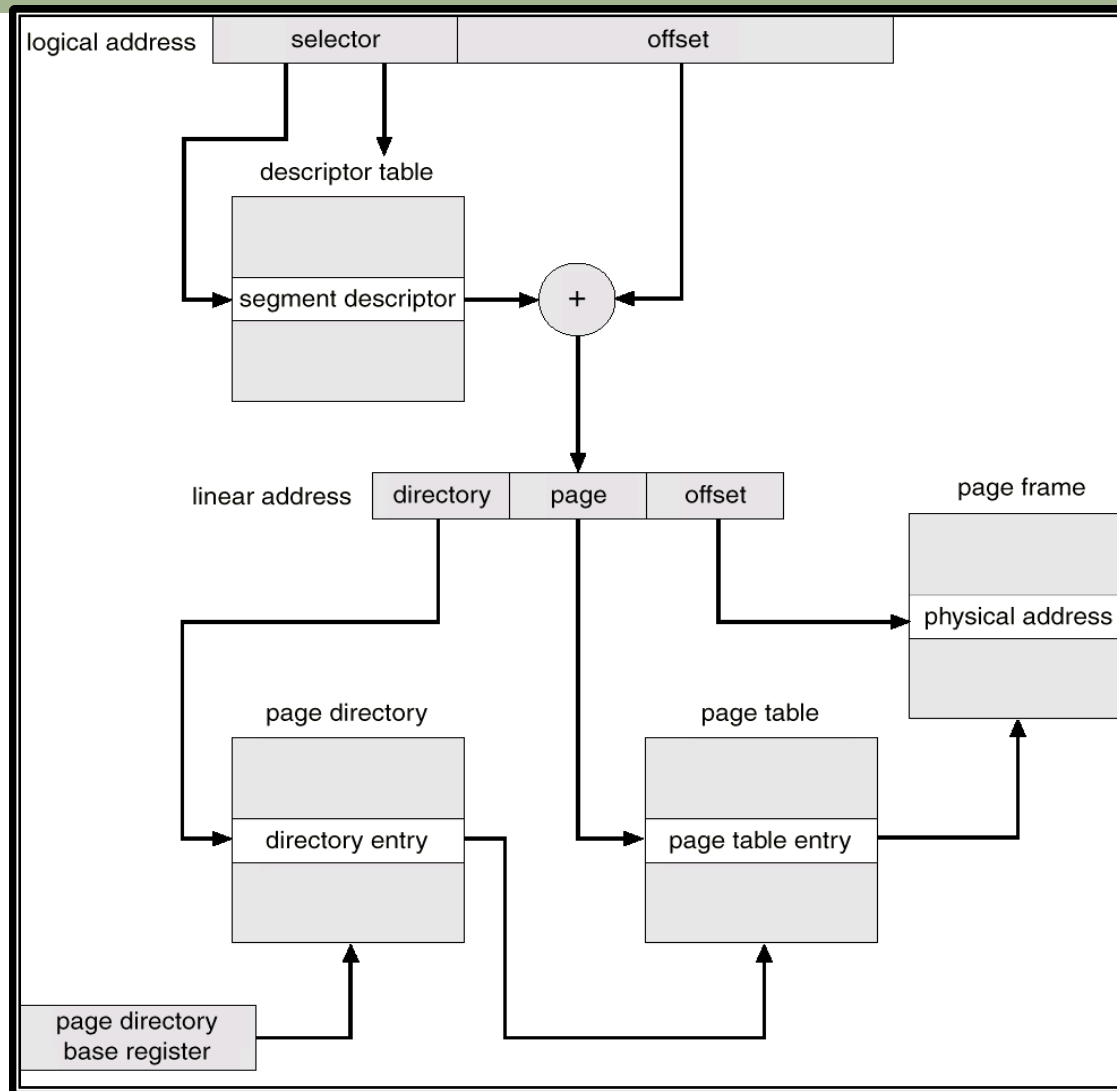 logical address
selector
offset
descriptor table
segment descriptor
+
linear address
directory
page
offset
page frame
physical address
page directory
page table
directory entry
page table entry
page directory
base register